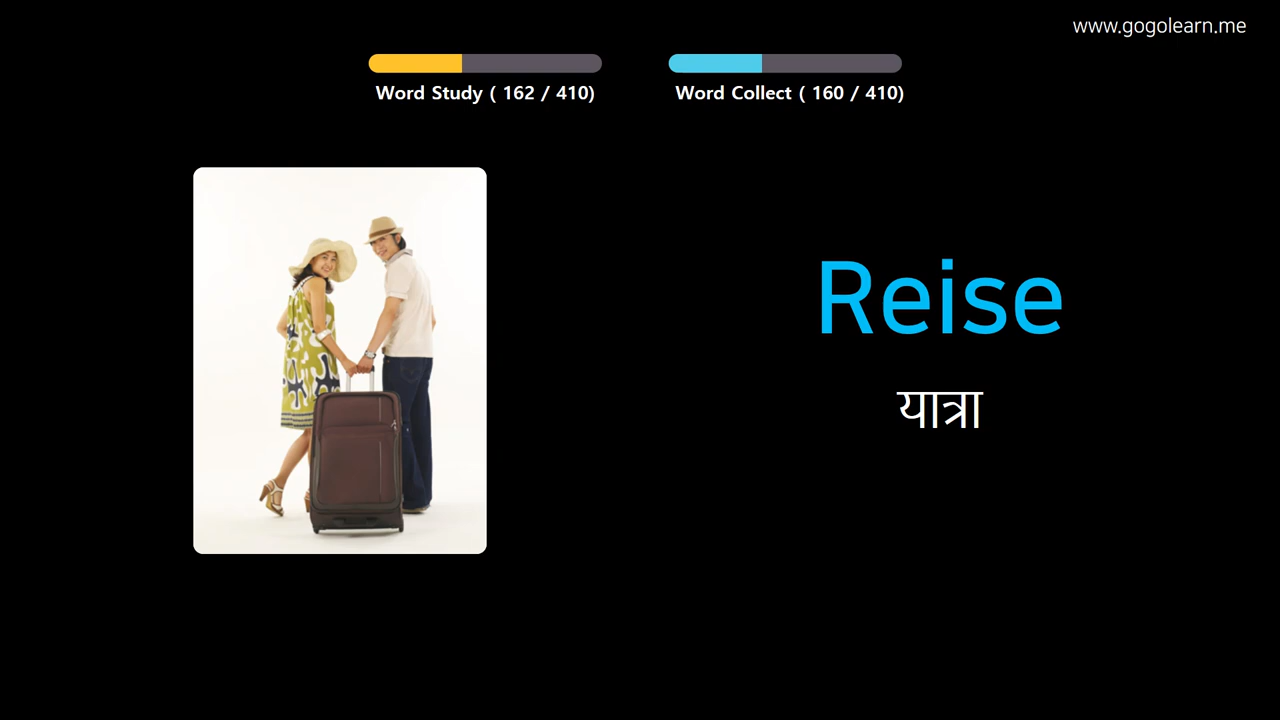 www.gogolearn.me
Word Study ( 162 / 410)
Word Collect ( 160 / 410)
Reise
यात्रा